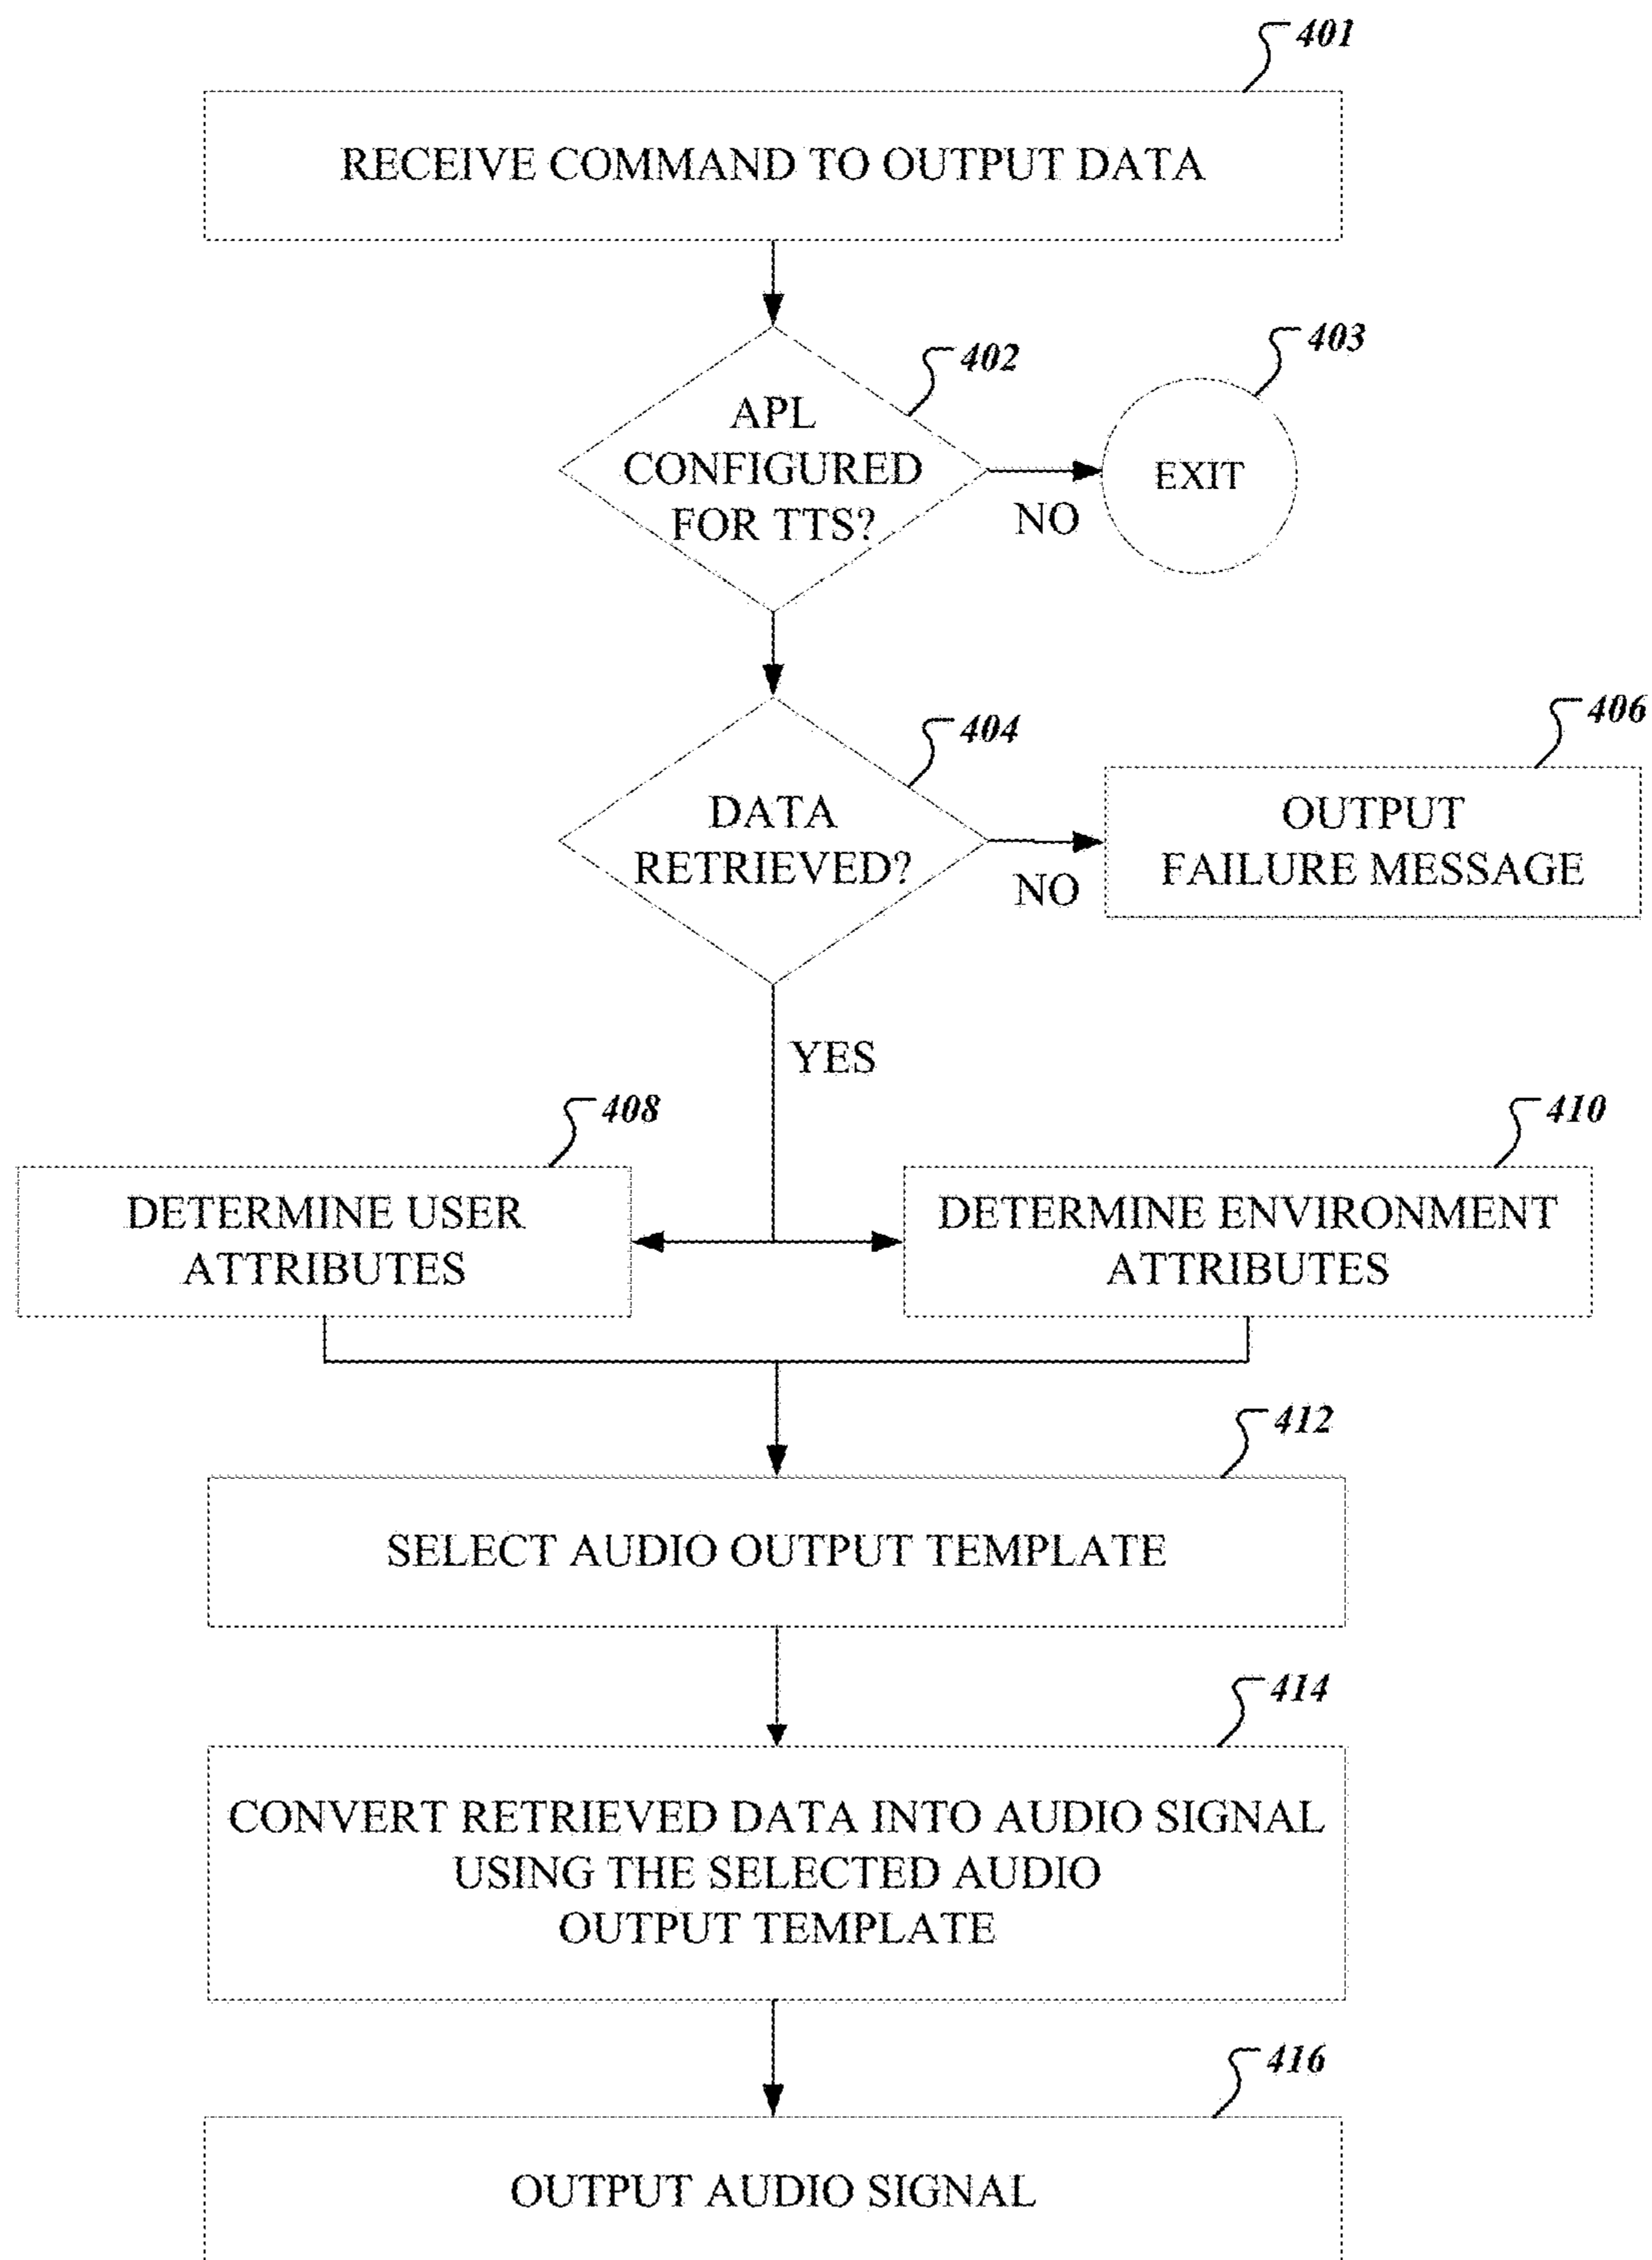 401
RECEIVE COMMAND TO OUTPUT DATA
402
APL
CONFIGURED
FOR TTS?
NO
403
EXIT
404
DATA
RETRIEVED?
NO
406
OUTPUT
FAILURE MESSAGE
YES
408
DETERMINE USER
ATTRIBUTES
410
DETERMINE ENVIRONMENT
ATTRIBUTES
412
SELECT AUDIO OUTPUT TEMPLATE
414
CONVERT RETRIEVED DATA INTO AUDIO SIGNAL
USING THE SELECTED AUDIO
OUTPUT TEMPLATE
416
OUTPUT AUDIO SIGNAL